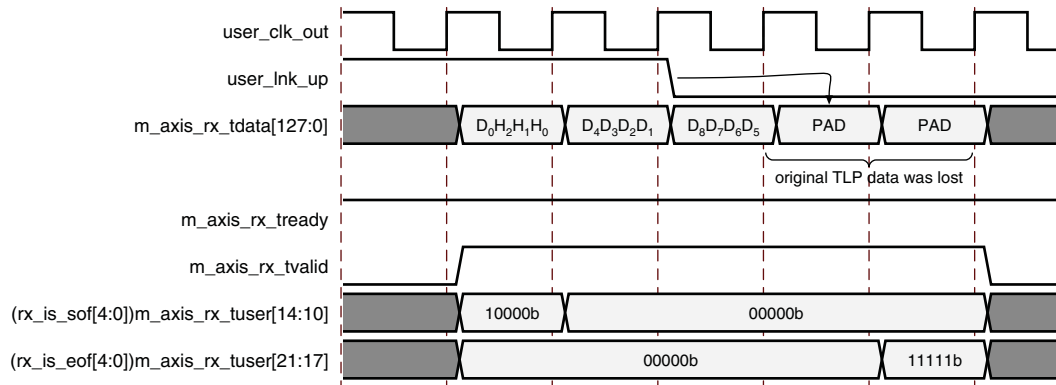 user_clk_out
user_lnk_up
m_axis_rx_tdata[127:0] D₀H₂H₁H₀ D₄D₃D₂D₁ D₈D₇D₆D₅ PAD PAD
original TLP data was lost
m_axis_rx_tready
m_axis_rx_tvalid
(rx_is_sof[4:0])m_axis_rx_tuser[14:10] 10000b 00000b
(rx_is_eof[4:0])m_axis_rx_tuser[21:17] 00000b 11111b